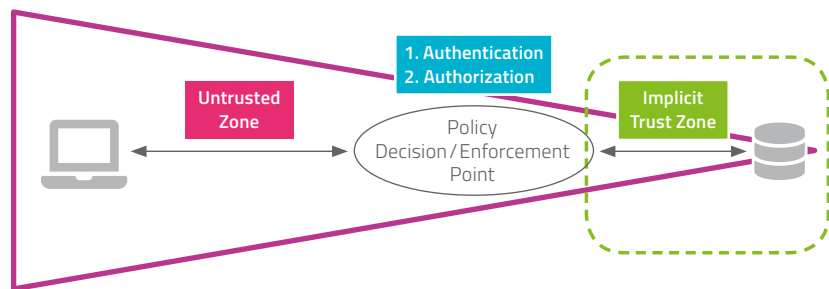 1. Authentication
2. Authorization
Untrusted
Zone
Implicit
Trust Zone
Policy
Decision/Enforcement
Point